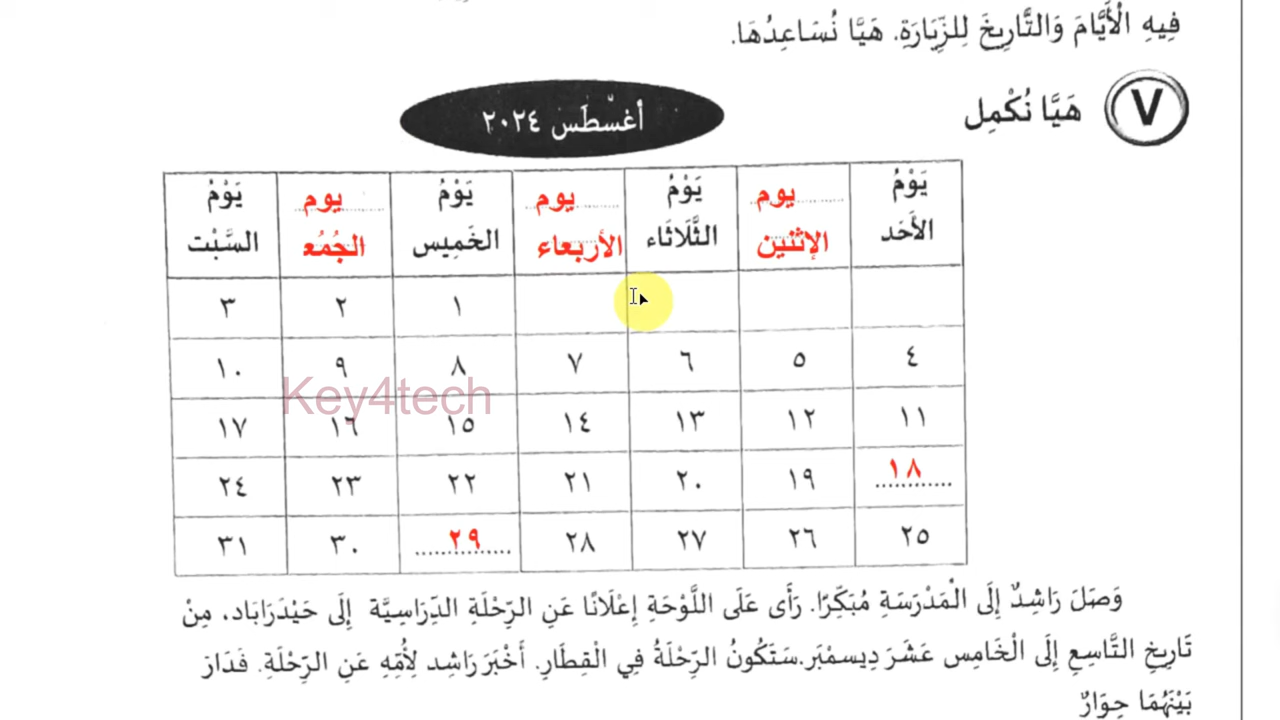 فِيهِ الْأَيَّامَ وَالتَّارِيخَ لِلزِّيَارَةِ. هَيَّا نُسَاعِدُهَا.
٧ هَيَّا نُكْمِل
أغسْطَس ٢٠٢٤
يَوْمُ الأَحَد يوم الإثنين يَوْمُ الثَّلَاثَاء يوم الأربعاء يَوْمُ الخَمِيس يوم الجُمُع يَوْمُ السَّبْت
١ ٢ ٣
٤ ٥ ٦ ٧ ٨ ٩ ١٠
١١ ١٢ ١٣ ١٤ ١٥ ١٦ ١٧
١٨ ١٩ ٢٠ ٢١ ٢٢ ٢٣ ٢٤
٢٥ ٢٦ ٢٧ ٢٨ ٢٩ ٣٠ ٣١
Key4tech
وَصَلَ رَاشِدٌ إِلَى الْمَدْرَسَةِ مُبَكِّرًا. رَأَى عَلَى اللَّوْحَةِ إِعْلَانًا عَنِ الرِّحْلَةِ الدِّرَاسِيَّة إِلَى حَيْدَرَابَاد، مِنْ
تَارِيخِ التَّاسِعِ إِلَى الْخَامِس عَشَرَ دِيسمْبَر.سَتَكُونُ الرِّحْلَةُ فِي الْقِطَارِ. أَخْبَرَ رَاشِد لِأُمِّهِ عَنِ الرِّحْلَةِ. فَدَارَ
بَيْنَهُمَا حِوَارٌ